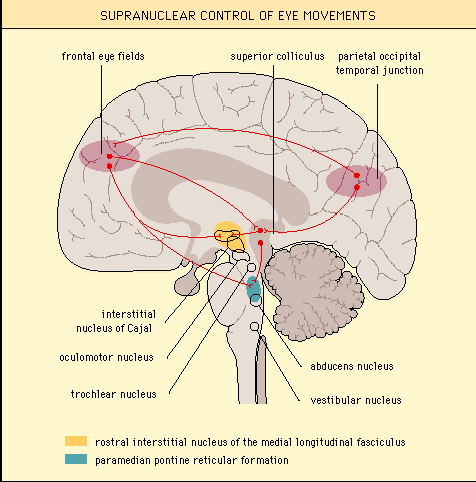 SUPRANUCLEAR CONTROL OF EYE MOVEMENTS
frontal eye fields
superior colliculus
parietal occipital
temporal junction
interstitial
nucleus of Cajal
oculomotor nucleus
trochlear nucleus
abducens nucleus
vestibular nucleus
rostral interstitial nucleus of the medial longitudinal fasciculus
paramedian pontine reticular formation